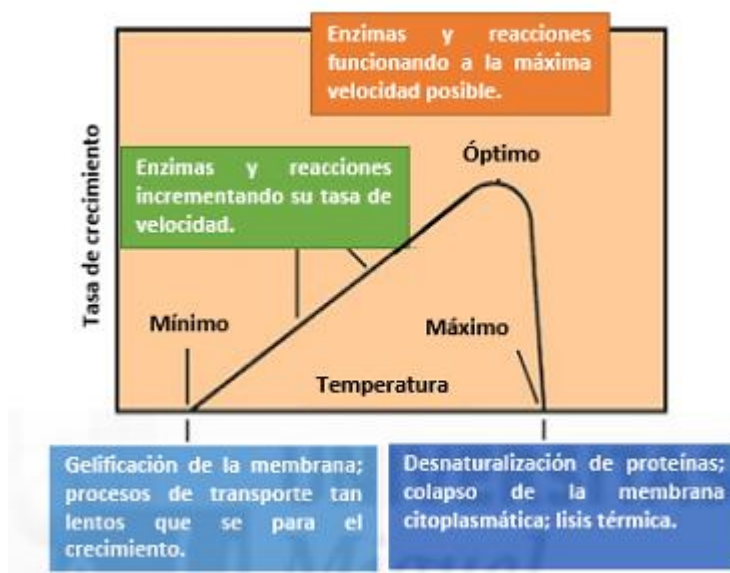 Enzimas y reacciones
funcionando a la máxima
velocidad posible.
Óptimo
Enzimas y reacciones
incrementando su tasa de
velocidad.
Tasa de crecimiento
Mínimo
Máximo
Temperatura
Gelificación de la membrana;
procesos de transporte tan
lentos que se para el
crecimiento.
Desnaturalización de proteínas;
colapso de la membrana
citoplasmática; lisis térmica.
Miguel